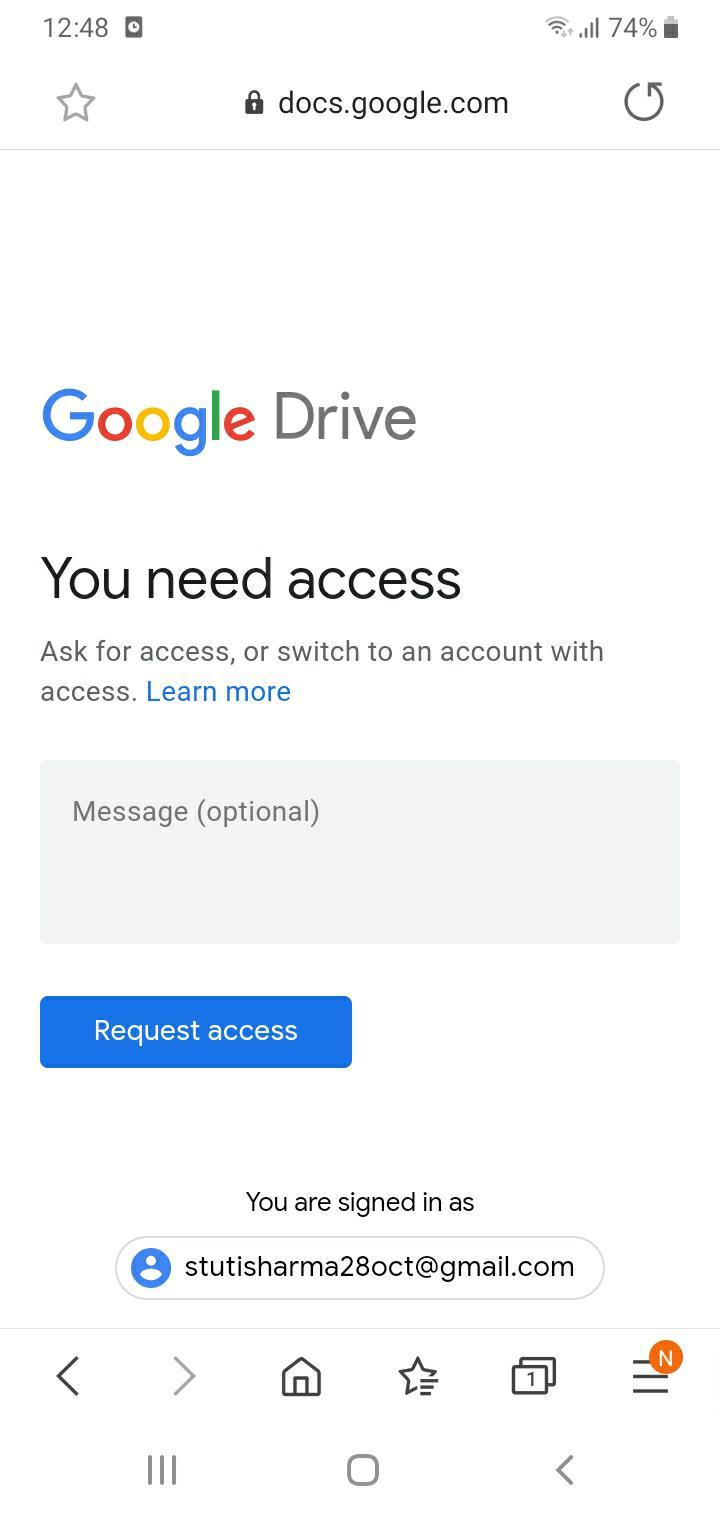 12:48 74%
docs.google.com
Google Drive
You need access
Ask for access, or switch to an account with
access. Learn more
Message (optional)
Request access
You are signed in as
stutisharma28oct@gmail.com
1 N